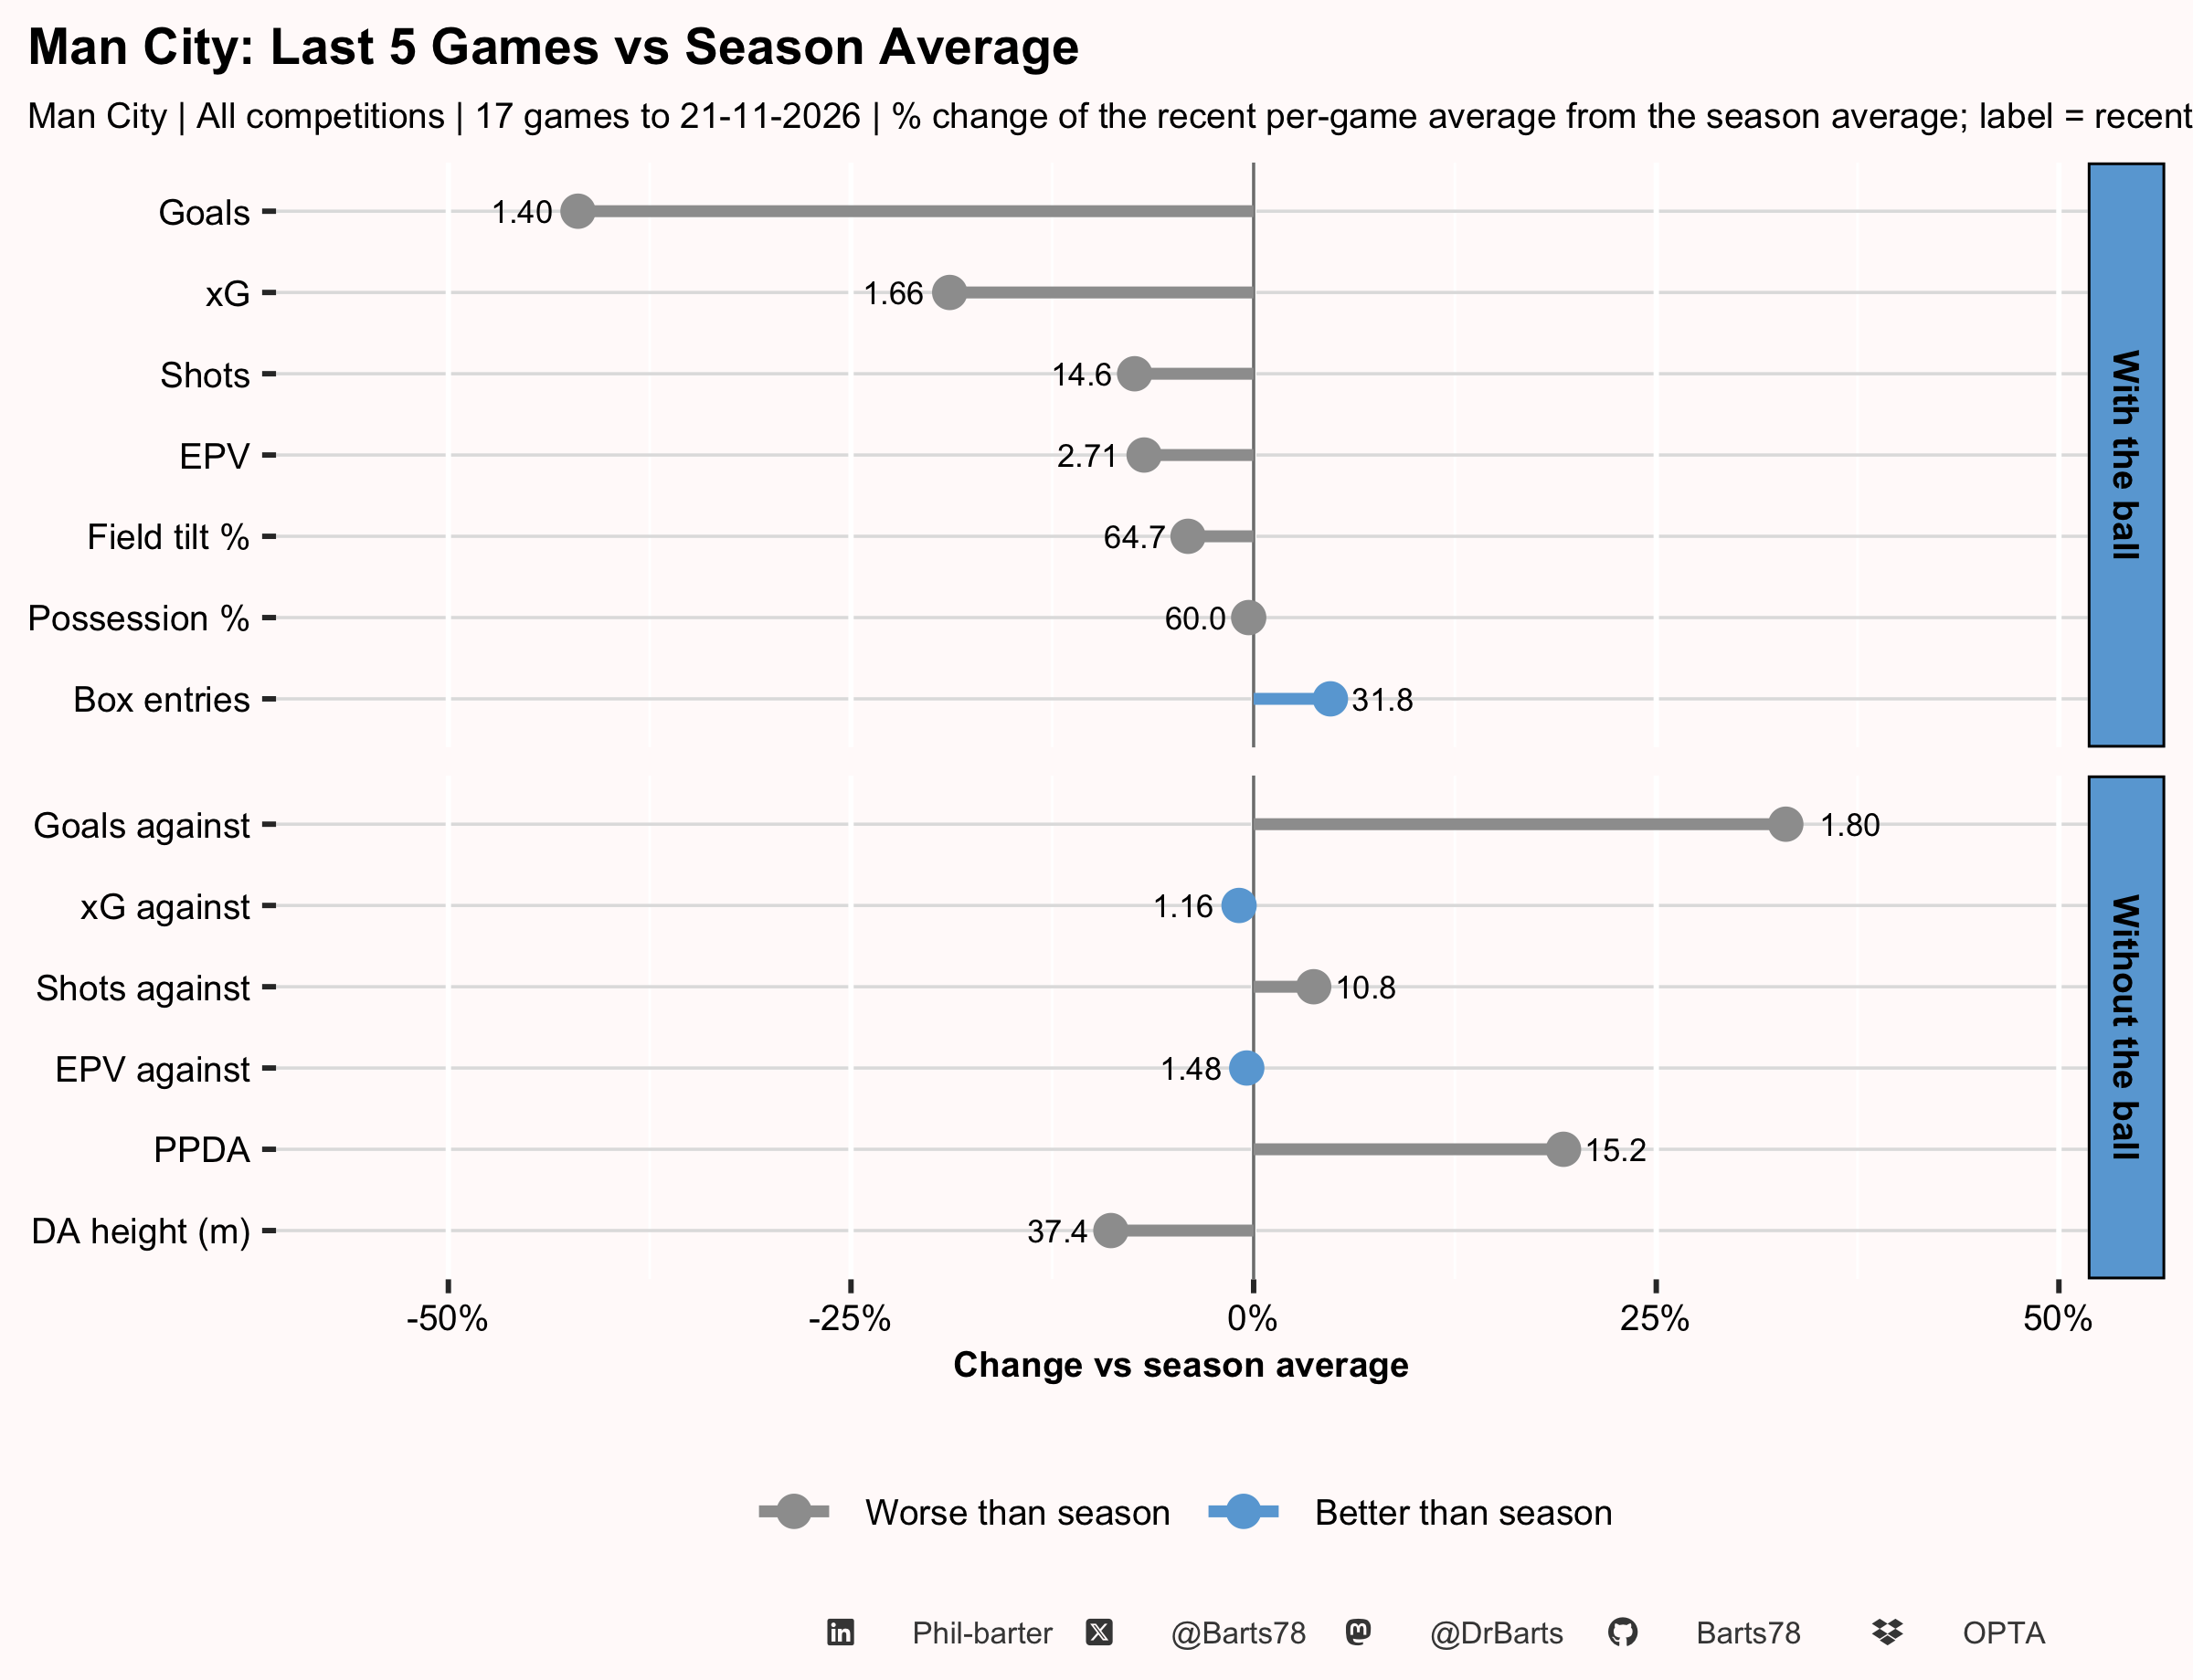 Man City: Last 5 Games vs Season Average
Man City | All competitions | 17 games to 21-11-2026 | % change of the recent per-game average from the season average; label = recent
Goals
1.40
xG
1.66
Shots
14.6
EPV
2.71
Field tilt %
64.7
Possession %
60.0
Box entries
31.8
With the ball
Goals against
1.80
xG against
1.16
Shots against
10.8
EPV against
1.48
PPDA
15.2
DA height (m)
37.4
Without the ball
-50% -25% 0% 25% 50%
Change vs season average
Worse than season Better than season
Phil-barter @Barts78 @DrBarts Barts78 OPTA